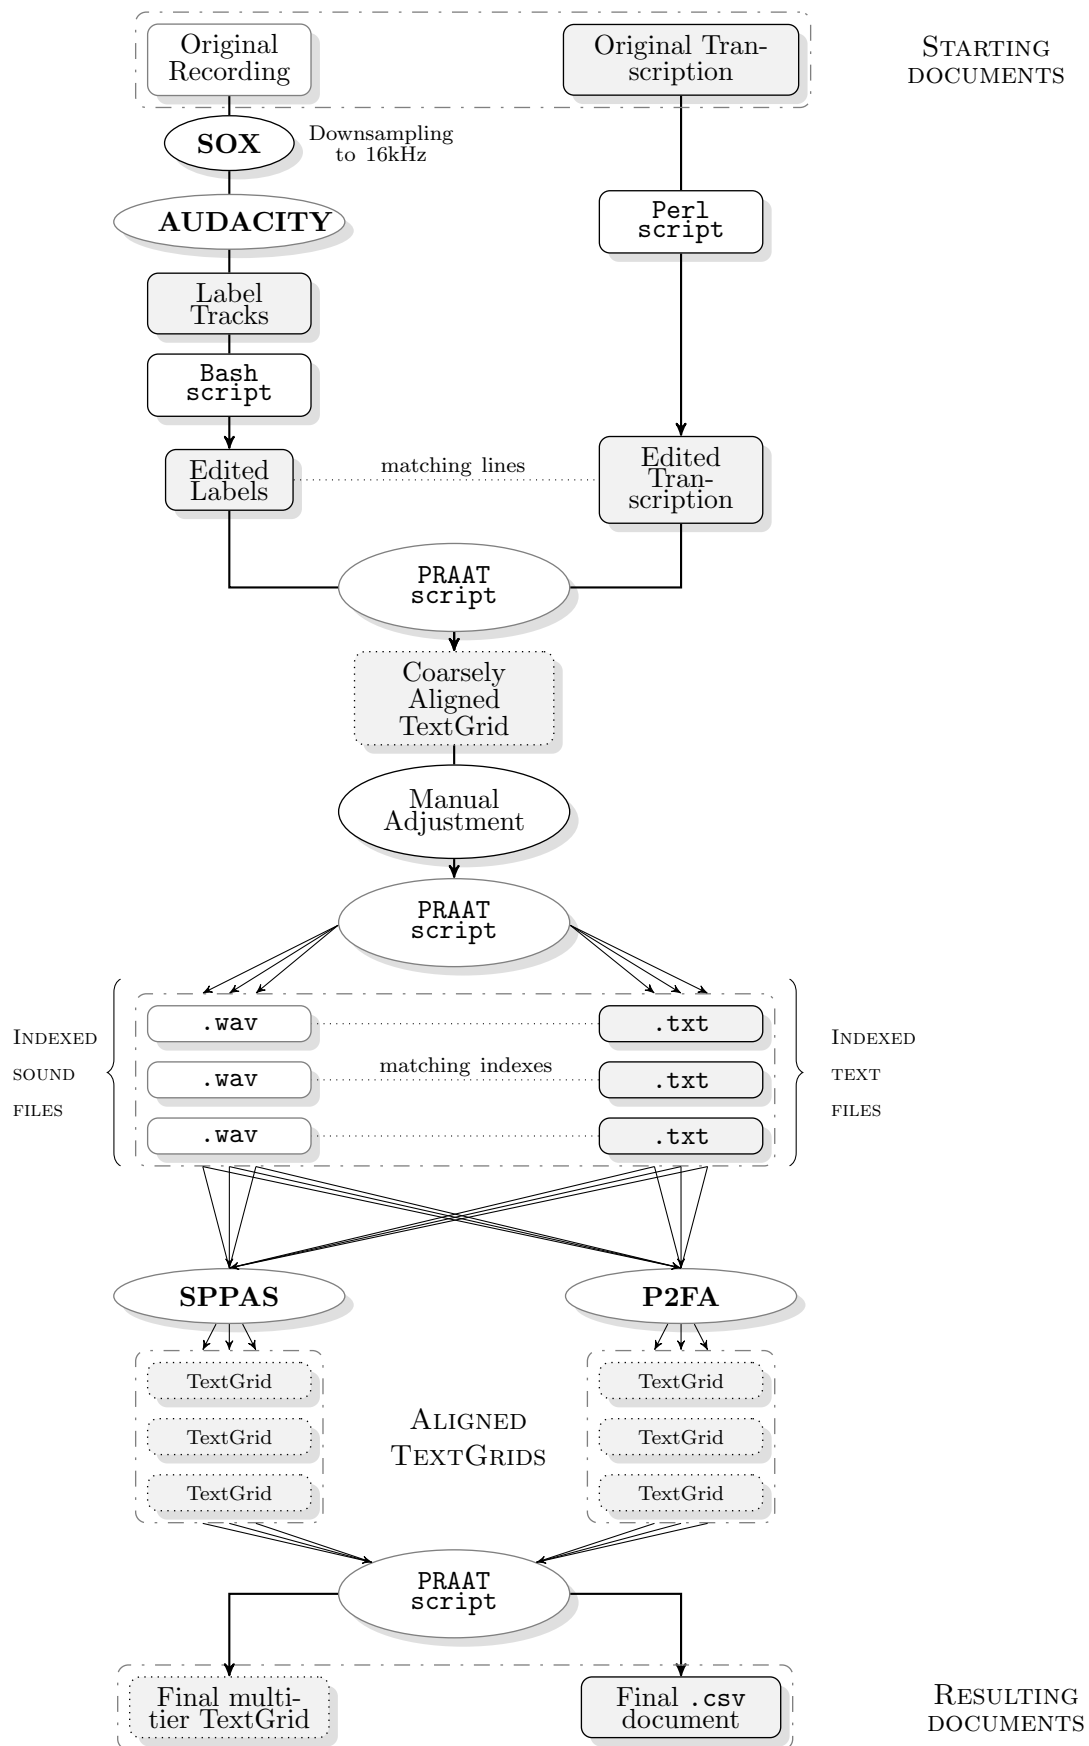 Original
Recording
Original Tran-
scription
STARTING
DOCUMENTS
SOX
Downsampling
to 16kHz
AUDACITY
Perl
script
Label
Tracks
Bash
script
Edited
Labels
matching lines
Edited
Tran-
scription
PRAAT
script
Coarsely
Aligned
TextGrid
Manual
Adjustment
PRAAT
script
INDEXED
SOUND
FILES
.wav
.txt
matching indexes
.wav
.txt
.wav
.txt
INDEXED
TEXT
FILES
SPPAS
P2FA
TextGrid
TextGrid
TextGrid
ALIGNED
TEXTGRIDS
TextGrid
TextGrid
TextGrid
PRAAT
script
Final multi-
tier TextGrid
Final .csv
document
RESULTING
DOCUMENTS